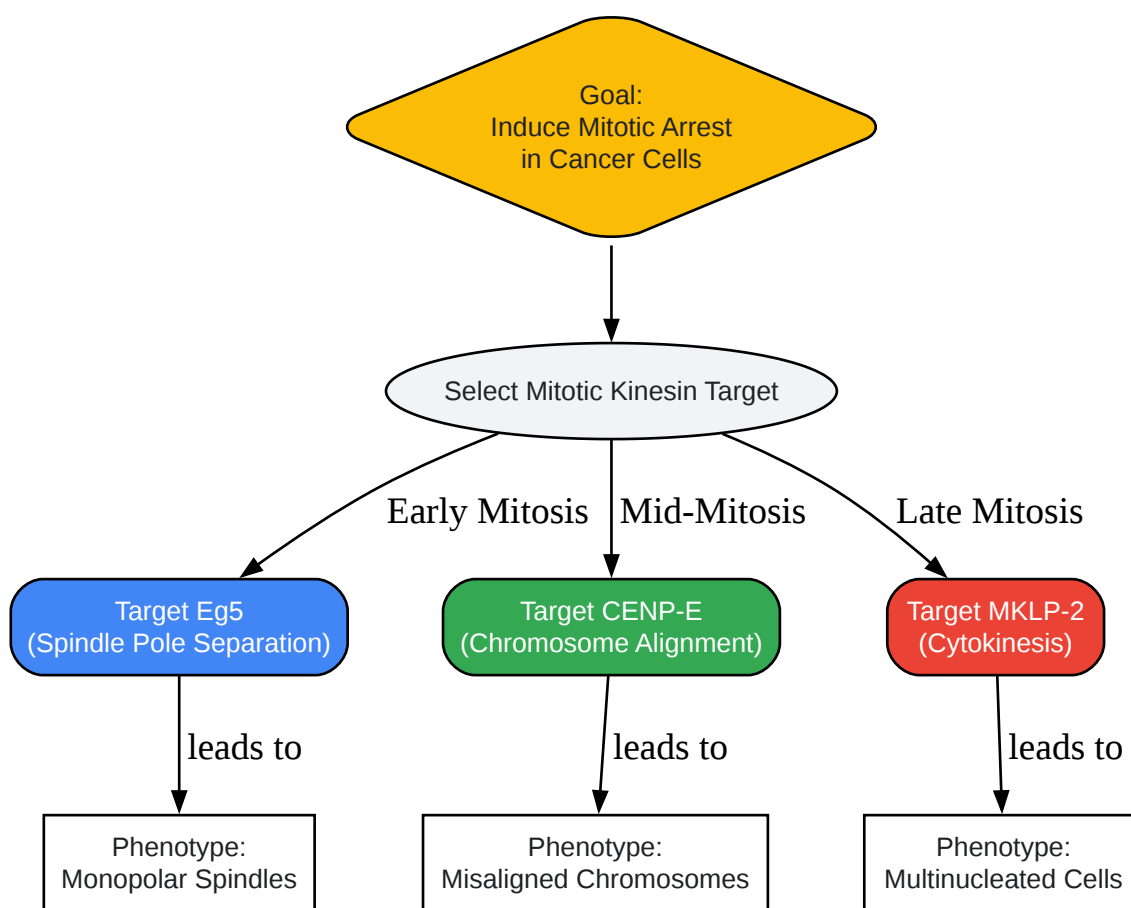 Goal:
Induce Mitotic Arrest
in Cancer Cells
Select Mitotic Kinesin Target
Early Mitosis
Mid-Mitosis
Late Mitosis
Target Eg5
(Spindle Pole Separation)
Target CENP-E
(Chromosome Alignment)
Target MKLP-2
(Cytokinesis)
leads to
leads to
leads to
Phenotype:
Monopolar Spindles
Phenotype:
Misaligned Chromosomes
Phenotype:
Multinucleated Cells